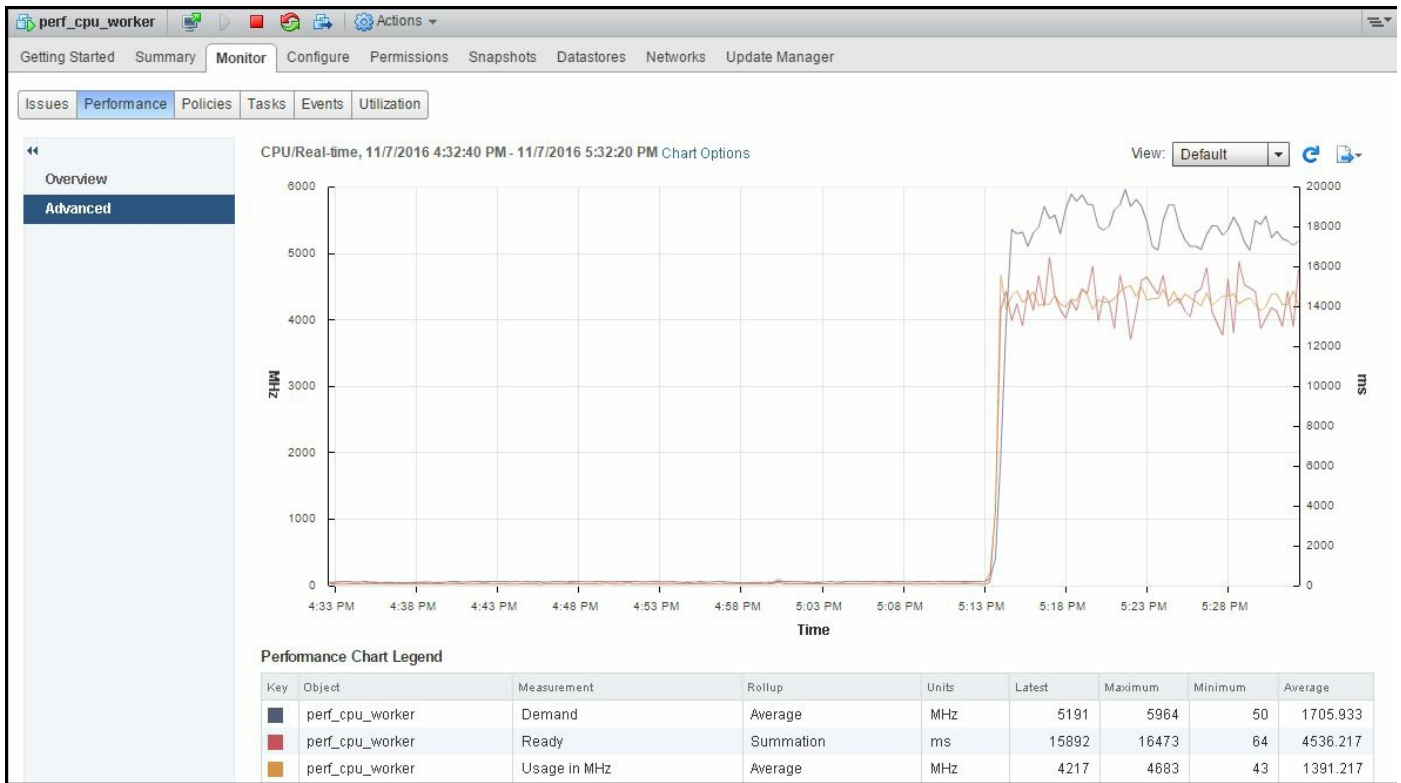 perf_cpu_worker Actions
Getting Started Summary Monitor Configure Permissions Snapshots Datastores Networks Update Manager
Issues Performance Policies Tasks Events Utilization
Overview
Advanced
CPU/Real-time, 11/7/2016 4:32:40 PM - 11/7/2016 5:32:20 PM Chart Options
View: Default
6000
5000
4000
3000
2000
1000
0
MHz
20000
18000
16000
14000
12000
10000
8000
6000
4000
2000
0
ms
4:33 PM 4:38 PM 4:43 PM 4:48 PM 4:53 PM 4:58 PM 5:03 PM 5:08 PM 5:13 PM 5:18 PM 5:23 PM 5:28 PM
Time
Performance Chart Legend
Key Object Measurement Rollup Units Latest Maximum Minimum Average
perf_cpu_worker Demand Average MHz 5191 5964 50 1705.933
perf_cpu_worker Ready Summation ms 15892 16473 64 4536.217
perf_cpu_worker Usage in MHz Average MHz 4217 4683 43 1391.217